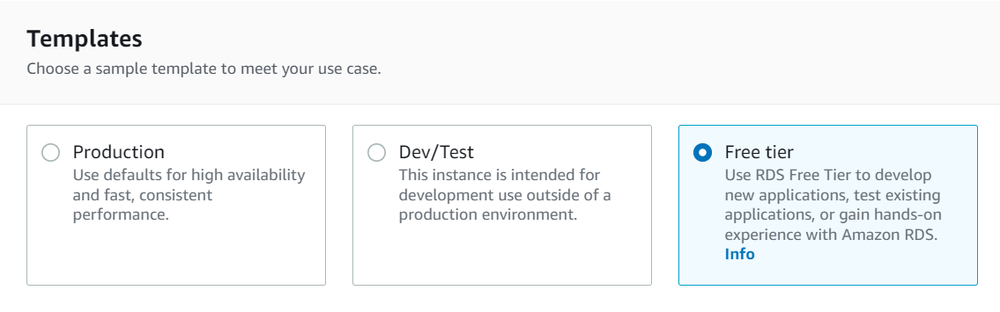 Templates
Choose a sample template to meet your use case.
Production
Use defaults for high availability
and fast, consistent
performance.
Dev/Test
This instance is intended for
development use outside of a
production environment.
Free tier
Use RDS Free Tier to develop
new applications, test existing
applications, or gain hands-on
experience with Amazon RDS.
Info